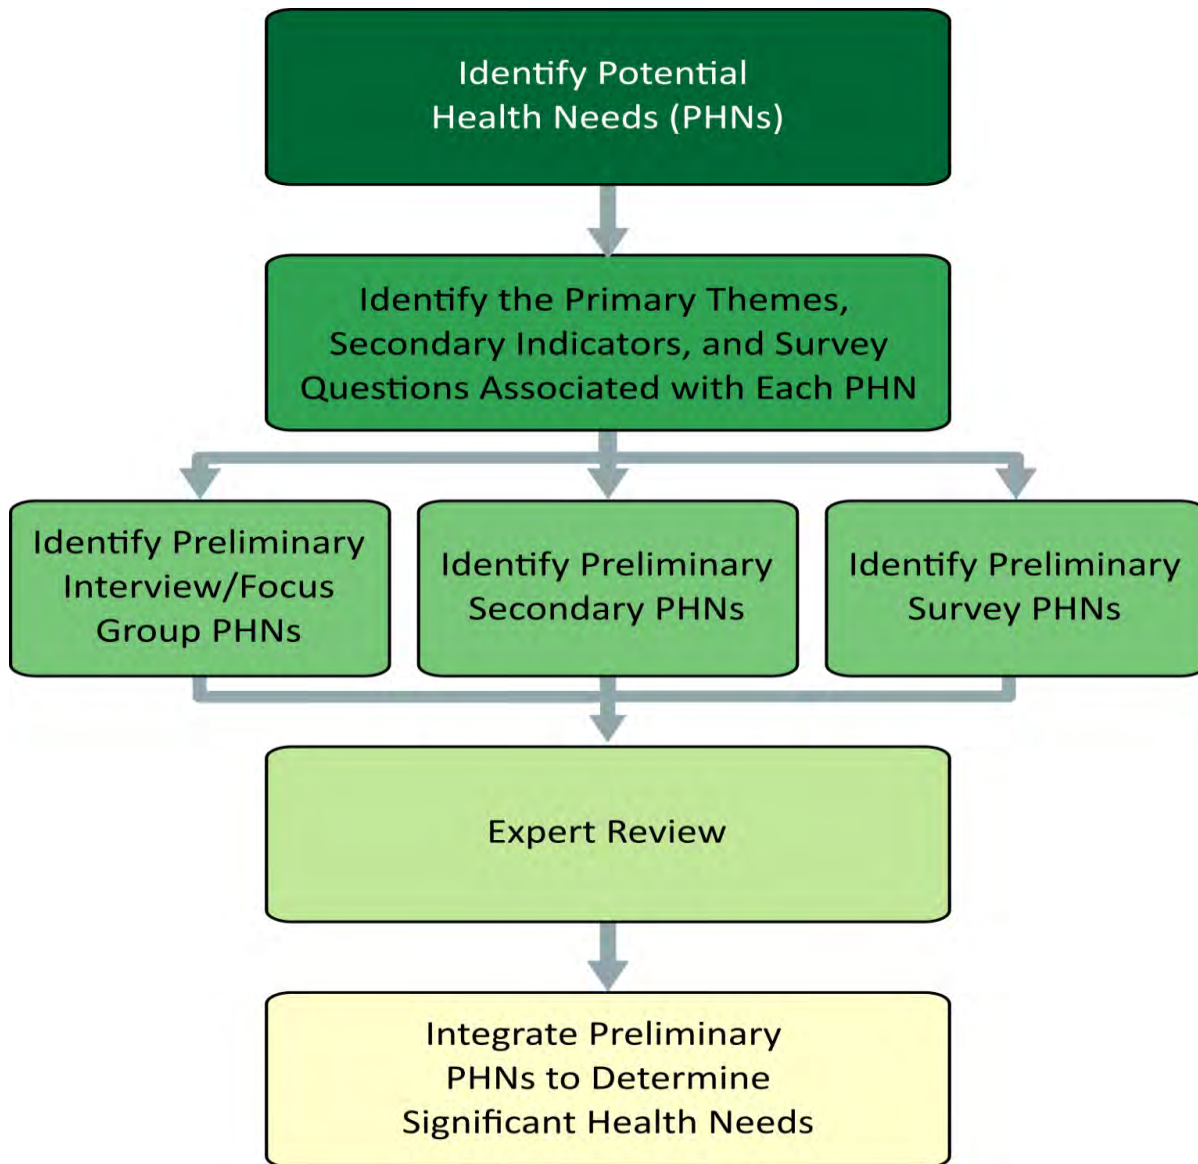 Identify Potential
Health Needs (PHNs)
Identify the Primary Themes,
Secondary Indicators, and Survey
Questions Associated with Each PHN
Identify Preliminary
Interview/Focus
Group PHNs
Identify Preliminary
Secondary PHNs
Identify Preliminary
Survey PHNs
Expert Review
Integrate Preliminary
PHNs to Determine
Significant Health Needs